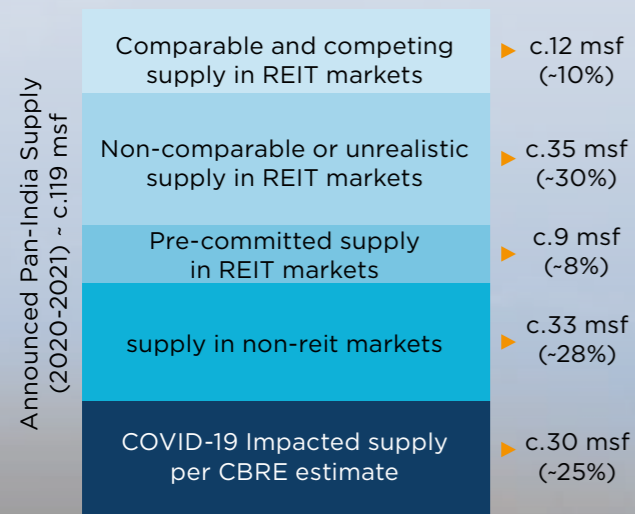 Announced Pan-India Supply
(2020-2021) ~ c.119 msf
Comparable and competing
supply in REIT markets
c.12 msf
(~10%)
Non-comparable or unrealistic
supply in REIT markets
c.35 msf
(~30%)
Pre-committed supply
in REIT markets
c.9 msf
(~8%)
supply in non-reit markets
c.33 msf
(~28%)
COVID-19 Impacted supply
per CBRE estimate
c.30 msf
(~25%)